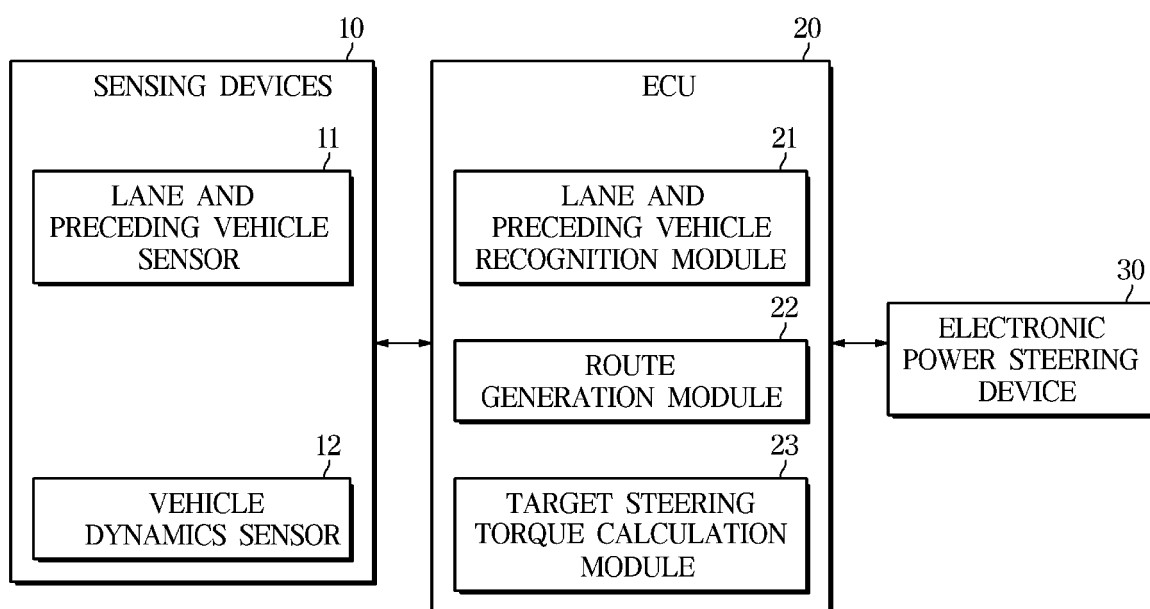 10
SENSING DEVICES
11
LANE AND
PRECEDING VEHICLE
SENSOR
12
VEHICLE
DYNAMICS SENSOR
20
ECU
21
LANE AND
PRECEDING VEHICLE
RECOGNITION MODULE
22
ROUTE
GENERATION MODULE
23
TARGET STEERING
TORQUE CALCULATION
MODULE
30
ELECTRONIC
POWER STEERING
DEVICE